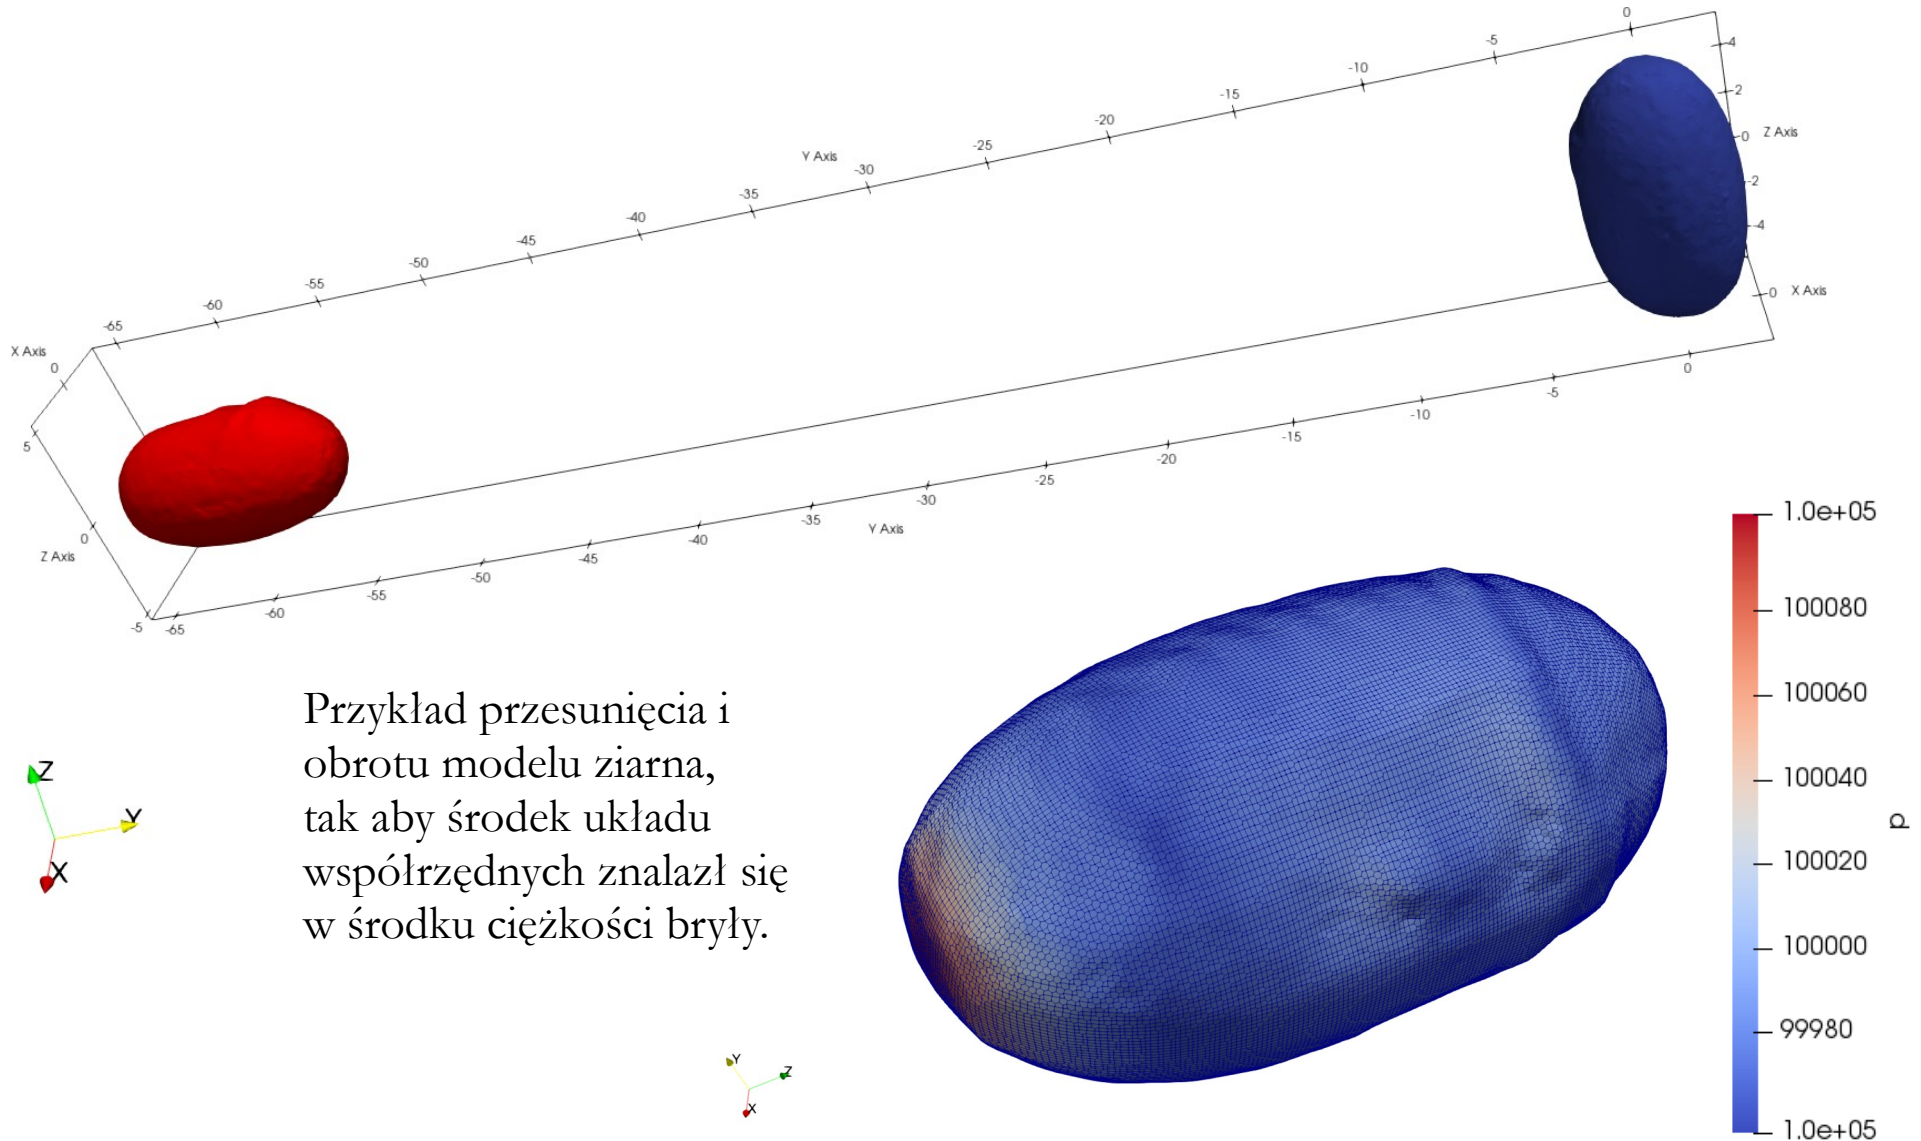 0
-5
-10
-15
-20
-25
-30
-35
-40
-45
-50
-55
-60
-65
Y Axis
4
2
0
-2
-4
Z Axis
0
X Axis
X Axis
0
5
0
Z Axis
-5
-65
-60
-55
-50
-45
-40
-35
-30
-25
-20
-15
-10
-5
0
Y Axis
Przykład przesunięcia i
obrotu modelu ziarna,
tak aby środek układu
współrzędnych znalazł się
w środku ciężkości bryły.
Z
Y
X
Y
Z
X
1.0e+05
100080
100060
100040
100020
100000
99980
1.0e+05
p